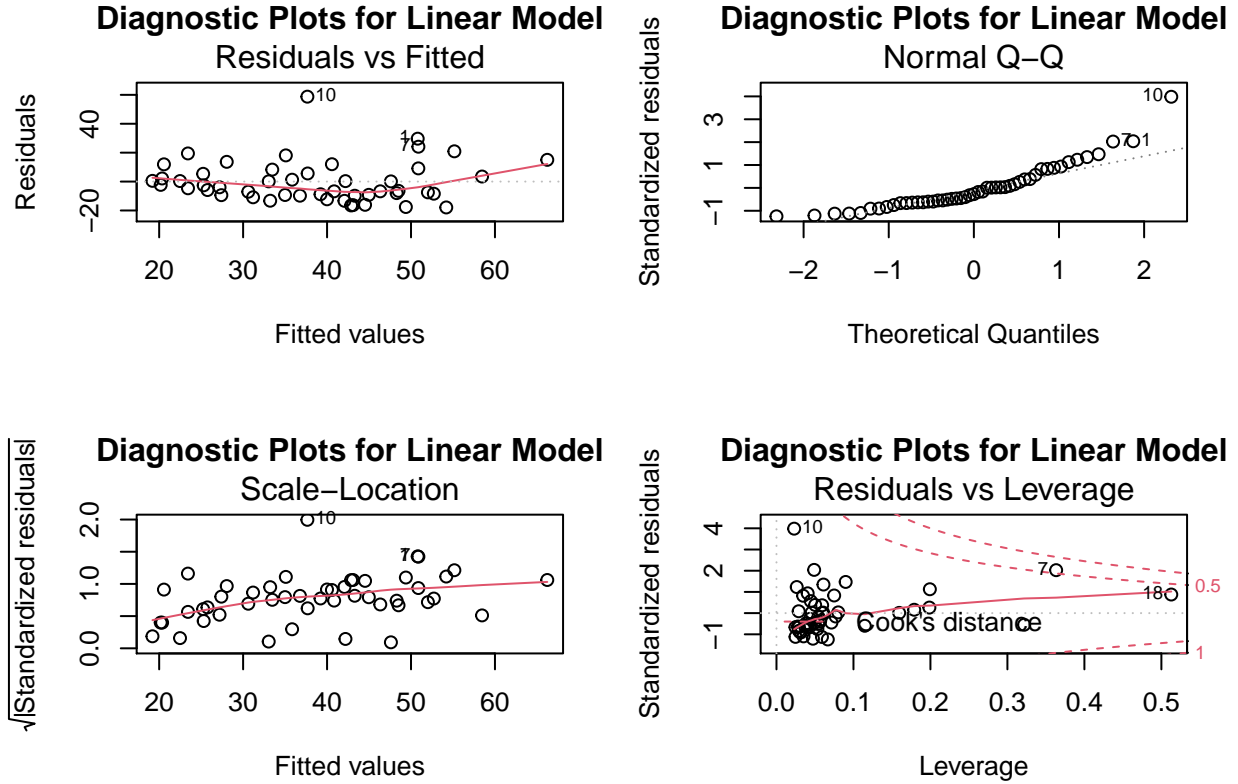 Diagnostic Plots for Linear Model
Residuals vs Fitted
Residuals
40
−20
10
1
7
20 30 40 50 60
Fitted values
Diagnostic Plots for Linear Model
Normal Q−Q
Standardized residuals
3
1
−1
10
7 1
−2 −1 0 1 2
Theoretical Quantiles
Diagnostic Plots for Linear Model
Scale−Location
√|Standardized residuals|
2.0
1.0
0.0
10
7
20 30 40 50 60
Fitted values
Diagnostic Plots for Linear Model
Residuals vs Leverage
Standardized residuals
4
2
−1
10
7
18
0.5
1
Cook's distance
0.0 0.1 0.2 0.3 0.4 0.5
Leverage